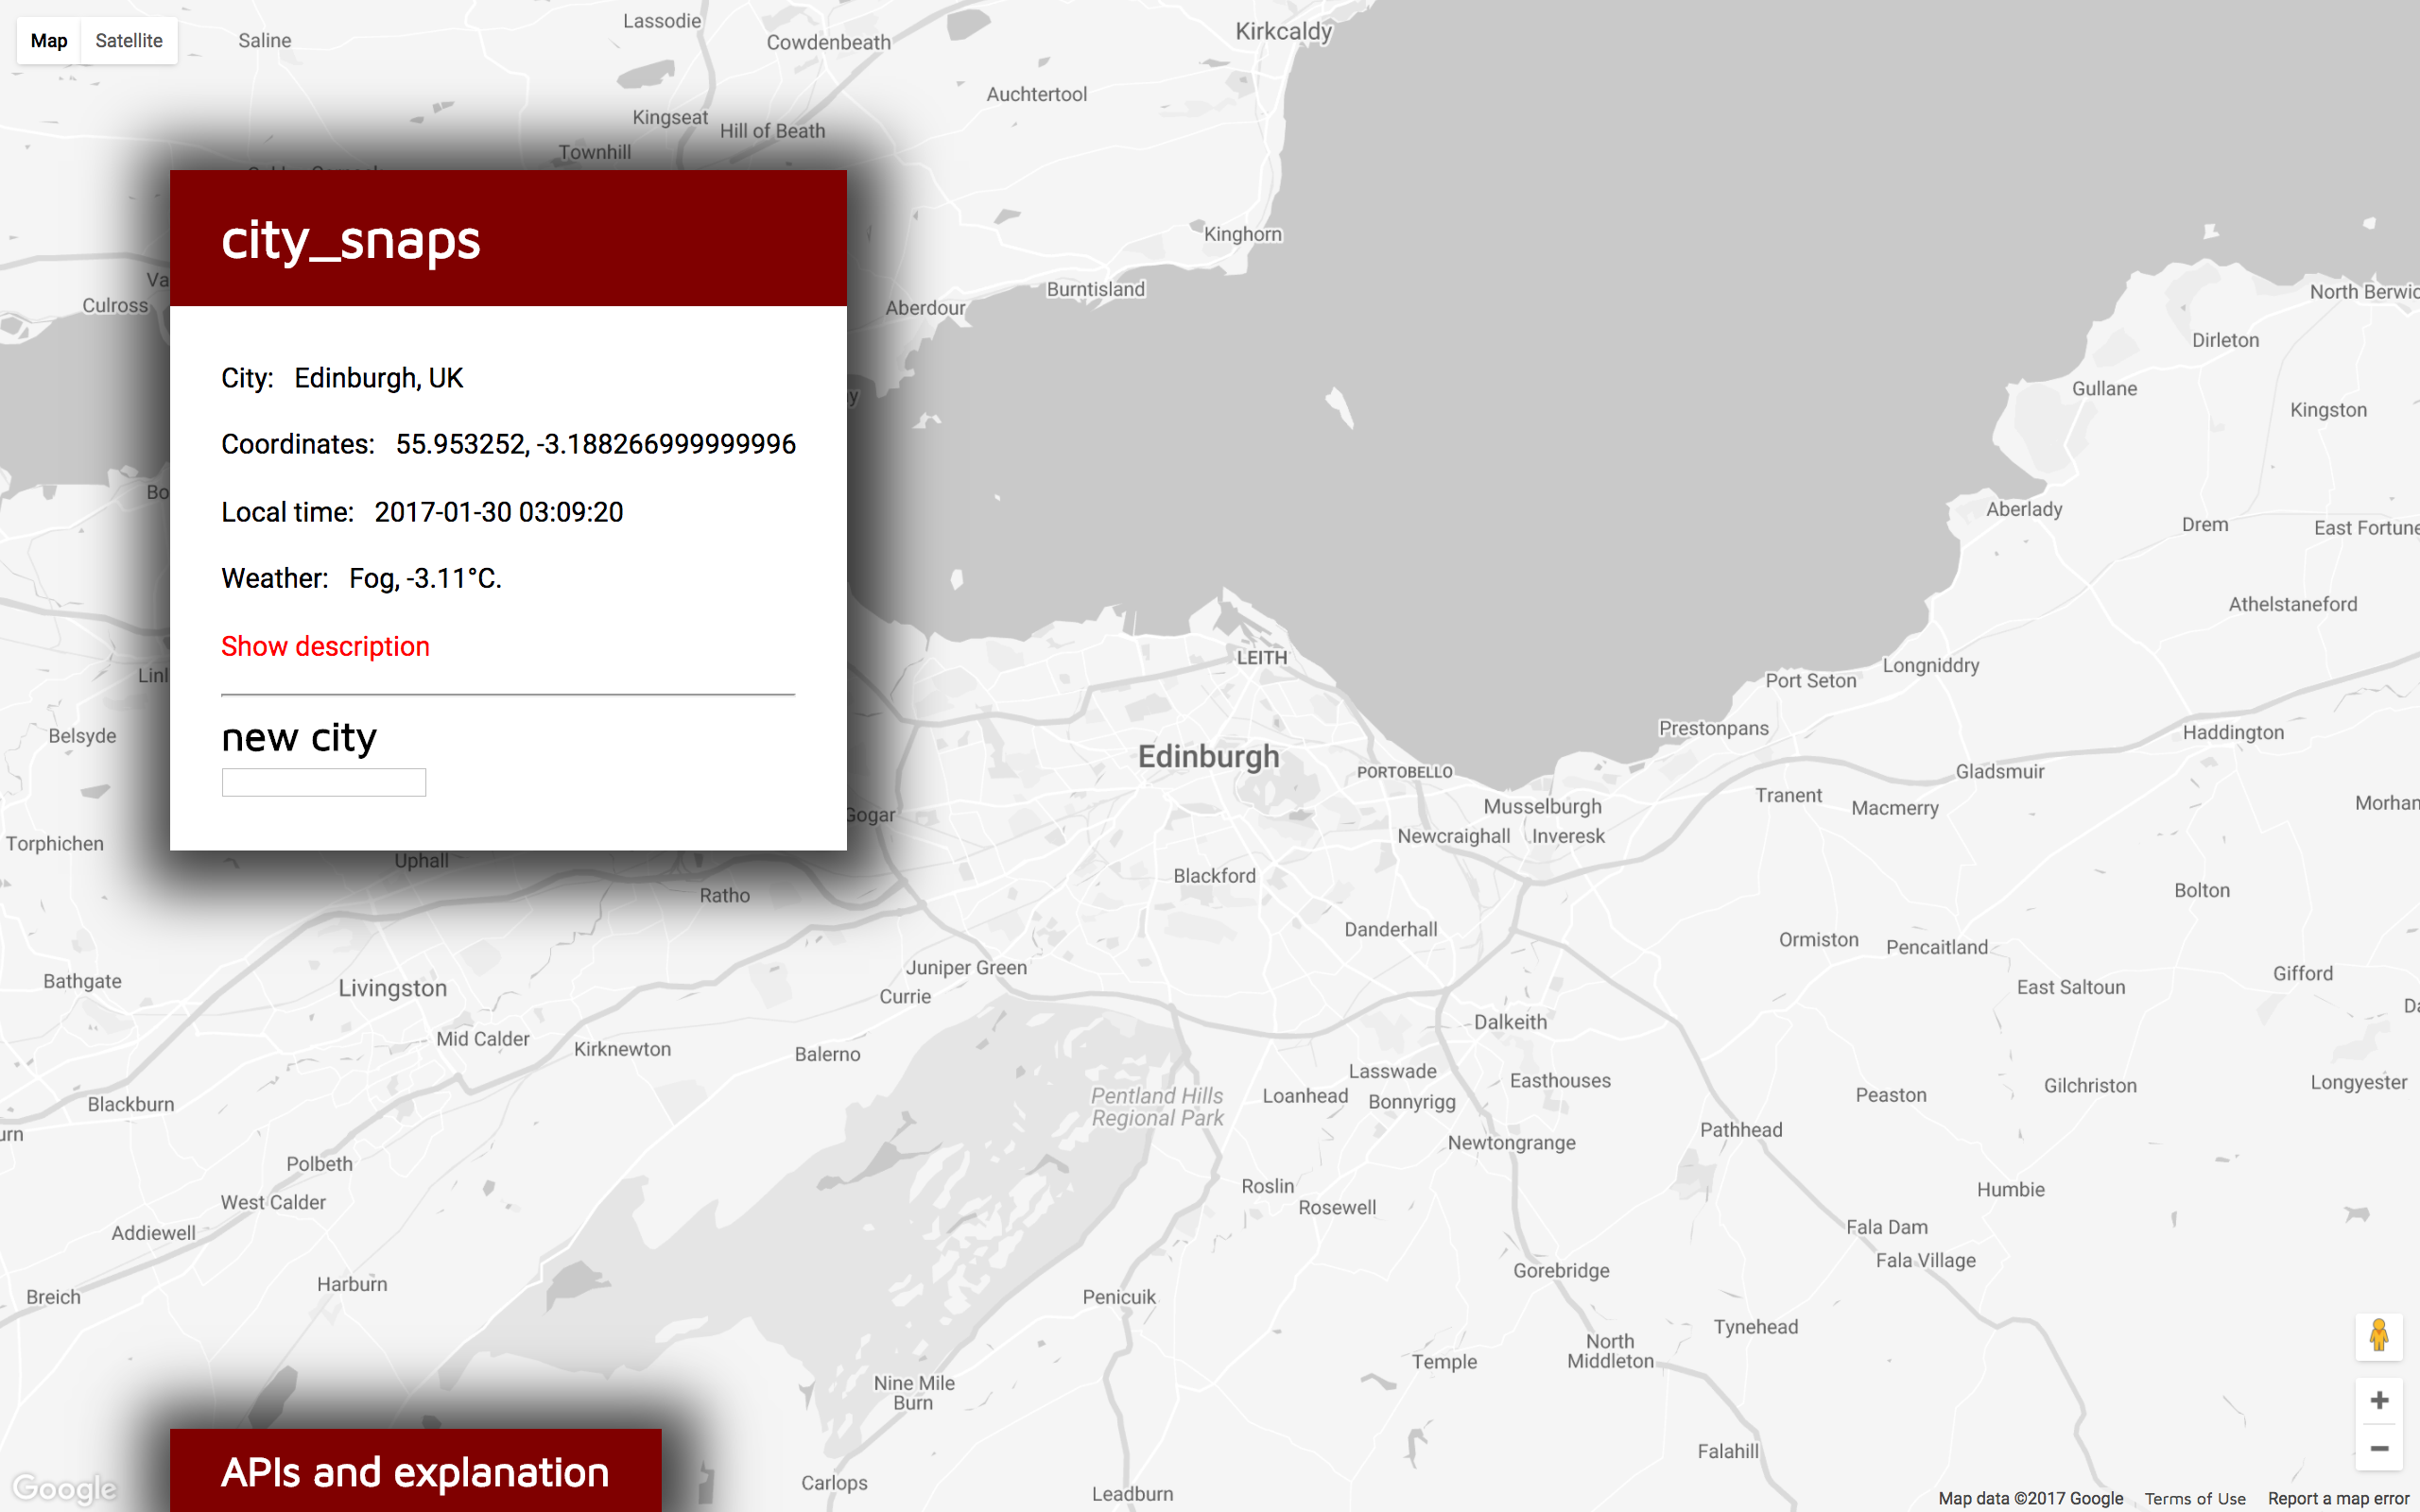 Map Satellite
Saline
Lassodie
Cowdenbeath
Kirkcaldy
Auchtertool
Kingseat
Hill of Beath
Townhill
city_snaps
Kinghorn
Culross
Aberdour
Burntisland
North Berwic
Dirleton
Gullane
Kingston
City: Edinburgh, UK
Coordinates: 55.953252, -3.188266999999996
Local time: 2017-01-30 03:09:20
Weather: Fog, -3.11°C.
Show description
new city
Aberlady
Drem
East Fortune
Athelstaneford
LEITH
Longniddry
Port Seton
Prestonpans
Belsyde
Edinburgh
PORTOBELLO
Haddington
Gladsmuir
Tranent
Macmerry
Musselburgh
Newcraighall
Inveresk
Gogar
Torphichen
Uphall
Ratho
Blackford
Bolton
Danderhall
Ormiston
Pencaitland
Juniper Green
Currie
Bathgate
Livingston
Gifford
East Saltoun
Mid Calder
Kirknewton
Balerno
Dalkeith
Lasswade
Easthouses
Pentland Hills
Regional Park
Loanhead
Bonnyrigg
Peaston
Gilchriston
Longyester
Blackburn
Newtongrange
Pathhead
Polbeth
West Calder
Addiewell
Roslin
Rosewell
Humbie
Fala Dam
Fala Village
Harburn
Breich
Gorebridge
Penicuik
Tynehead
North
Middleton
Temple
Nine Mile
Burn
Falahill
APIs and explanation
Carlops
Leadburn
Google
Map data ©2017 Google Terms of Use Report a map error